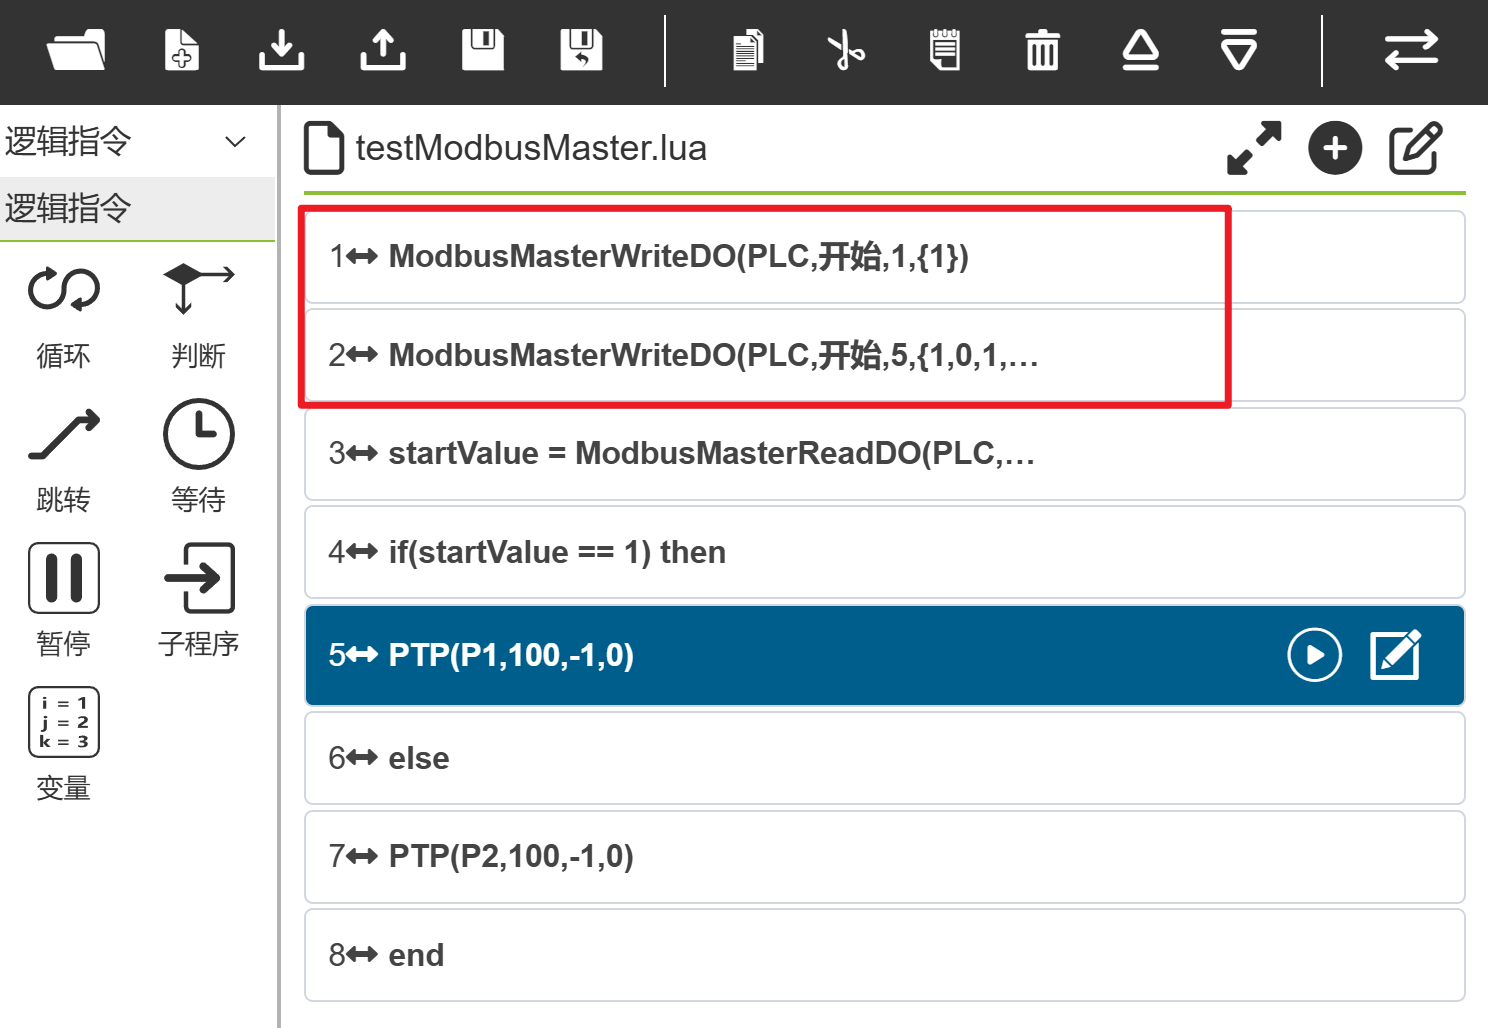 逻辑指令
逻辑指令
循环
判断
跳转
等待
暂停
子程序
i = 1
j = 2
k = 3
变量
testModbusMaster.lua
1 ModbusMasterWriteDO(PLC,开始,1,{1})
2 ModbusMasterWriteDO(PLC,开始,5,{1,0,1,…
3 startValue = ModbusMasterReadDO(PLC,…
4 if(startValue == 1) then
5 PTP(P1,100,-1,0)
6 else
7 PTP(P2,100,-1,0)
8 end